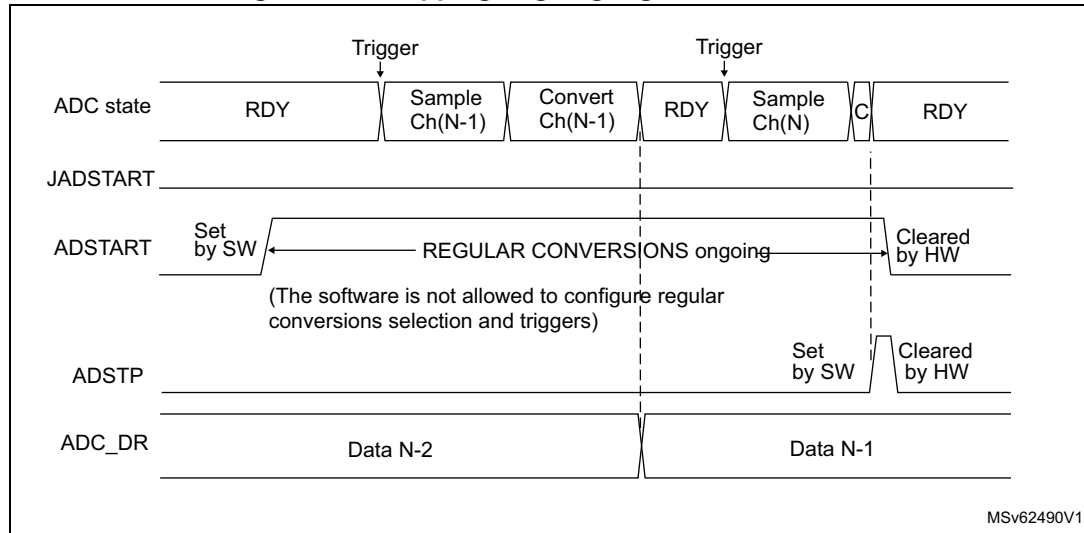 Trigger
Trigger
ADC state
RDY
Sample
Ch(N-1)
Convert
Ch(N-1)
RDY
Sample
Ch(N)
C
RDY
JADSTART
ADSTART
Set
by SW
REGULAR CONVERSIONS ongoing
Cleared
by HW
(The software is not allowed to configure regular
conversions selection and triggers)
ADSTP
Set
by SW
Cleared
by HW
ADC_DR
Data N-2
Data N-1
MSv62490V1